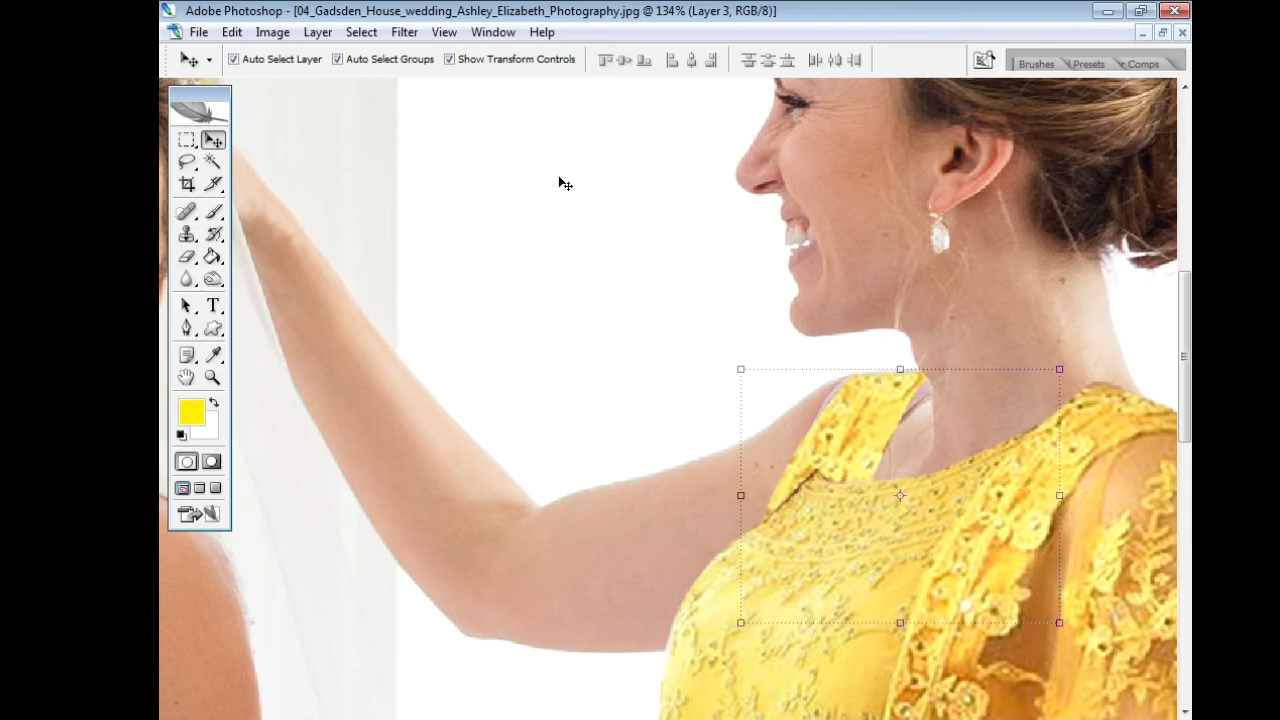 Adobe Photoshop - [04_Gadsden_House_wedding_Ashley_Elizabeth_Photography.jpg @ 134% (Layer 3, RGB/8)]
File Edit Image Layer Select Filter View Window Help
Auto Select Layer Auto Select Groups Show Transform Controls
Brushes Presets r Comps
T